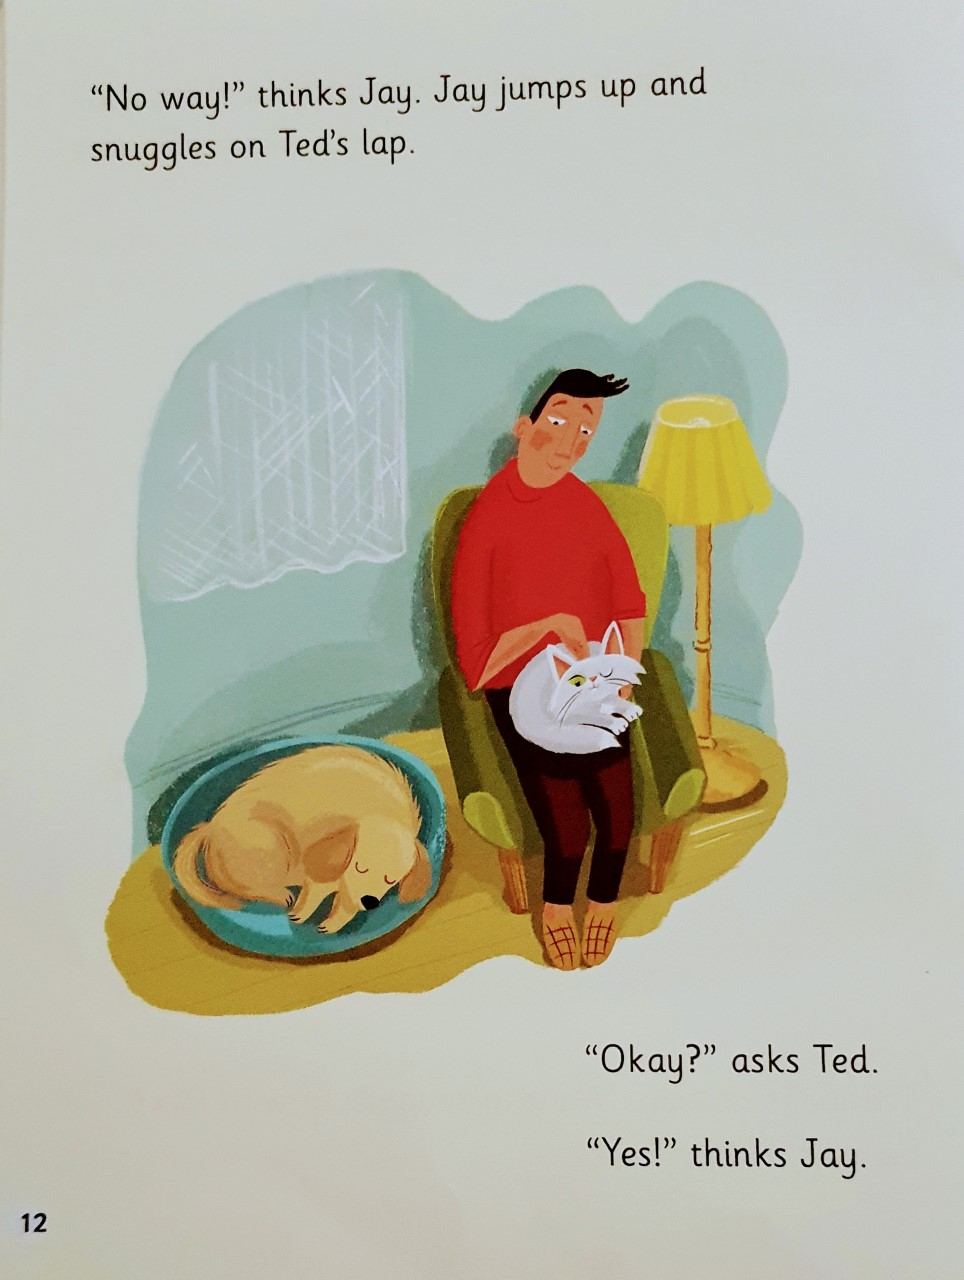 “No way!” thinks Jay. Jay jumps up and
snuggles on Ted’s lap.
“Okay?” asks Ted.
“Yes!” thinks Jay.
12